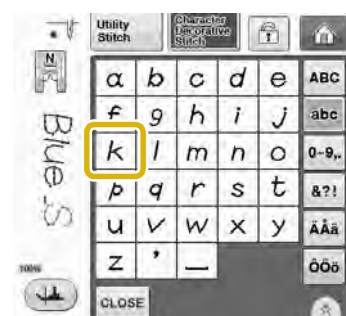 Utility
Stitch
Character
Decorative
Stitch
N
a b c d e
ABC
f g h i j
abc
k l m n o
0-9,.
p q r s t
&?!
u v w x y
ÄÅä
z ' _
ÔÖö
CLOSE
Blue S
100%